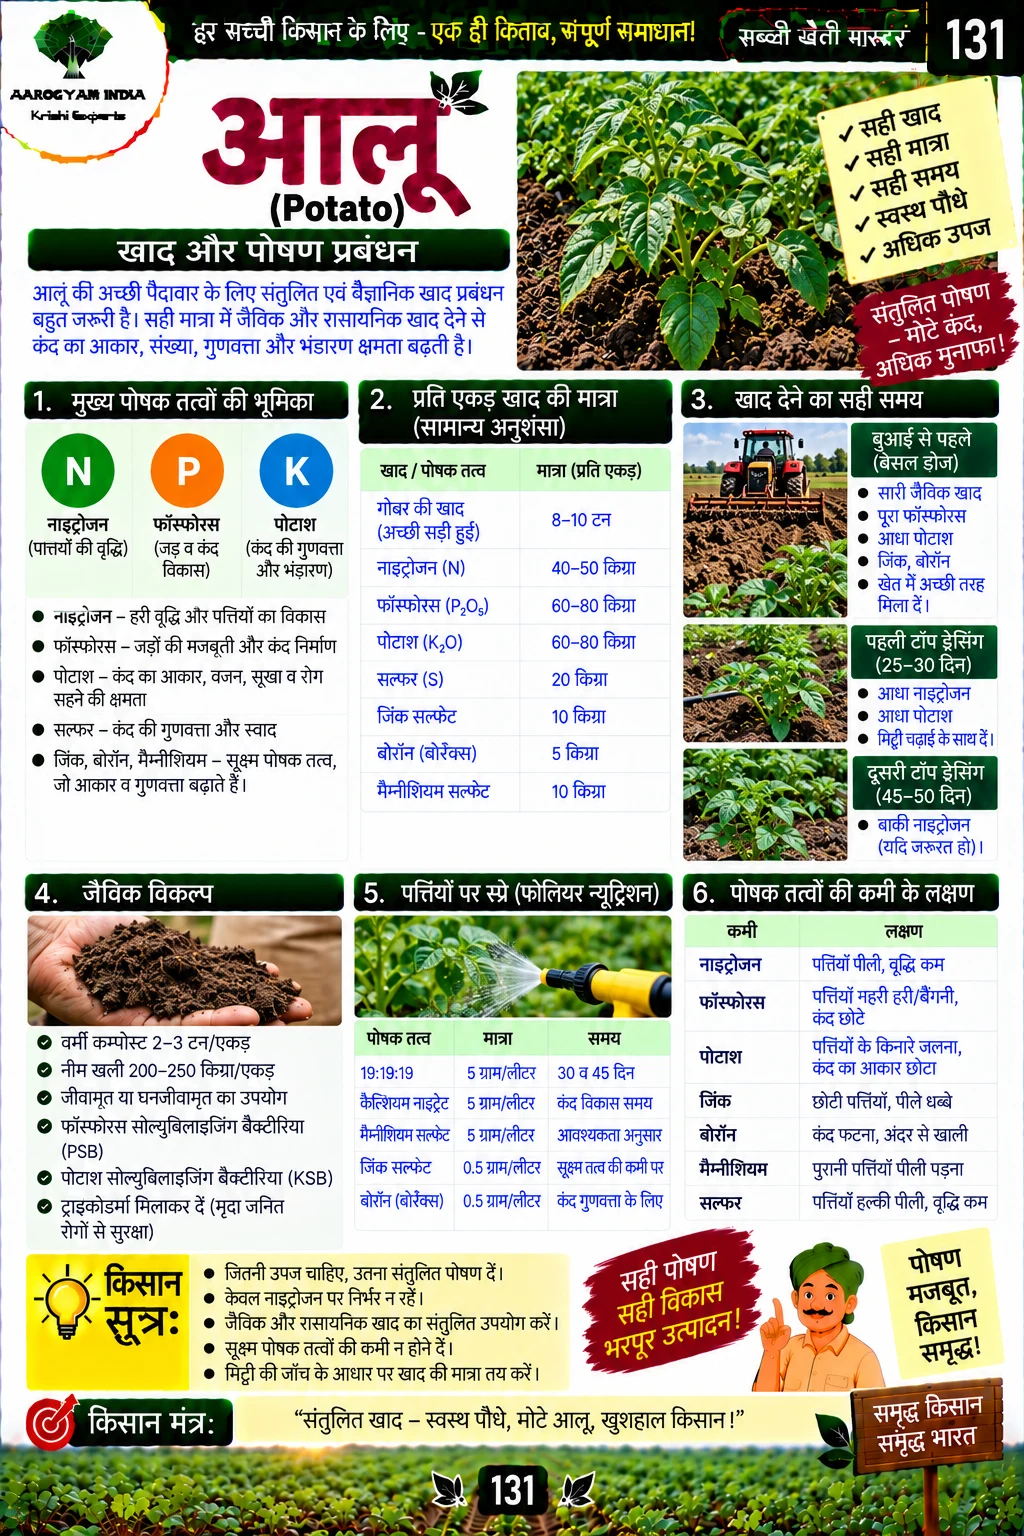 हर सच्ची किसान के लिए - एक ही किताब, संपूर्ण समाधान!
131
AAROGYAM INDIA
Krishi Experts
आलू
(Potato)
खाद और पोषण प्रबंधन
आलूं की अच्छी पैदावार के लिए संतुलित एवं वैज्ञानिक खाद प्रबंधन
बहुत जरूरी है। सही मात्रा में जैविक और रासायनिक खाद देने से
कंद का आकार, संख्या, गुणवत्ता और भंडारण क्षमता बढ़ती है।
✓ सही खाद
✓ सही मात्रा
✓ सही समय
✓ स्वस्थ पौधे
✓ अधिक उपज
संतुलित पोषण
– मोटे कंद,
अधिक मुनाफा!
1. मुख्य पोषक तत्वों की भूमिका
N P K
नाइट्रोजन फॉस्फोरस पोटाश
(पत्तियों की वृद्धि) (जड़ व कंद विकास) (कंद की गुणवत्ता और भंड़ारण)
नाइट्रोजन – हरी वृद्धि और पत्तियों का विकास
फॉस्फोरस – जड़ों की मजबूती और कंद निर्माण
पोटाश – कंद का आकार, वजन, सूखा व रोग
सहने की क्षमता
सल्फर – कंद की गुणवत्ता और स्वाद
जिंक, बोरॉन, मैग्नीशियम – सूक्ष्म पोषक तत्व,
जो आकार व गुणवत्ता बढ़ाते हैं।
2. प्रति एकड़ खाद की मात्रा
(सामान्य अनुशंसा)
खाद / पोषक तत्व मात्रा (प्रति एकड़)
गोबर की खाद
(अच्छी सड़ी हुई) 8–10 टन
नाइट्रोजन (N) 40–50 किग्रा
फॉस्फोरस (P₂O₅) 60–80 किग्रा
पोटाश (K₂O) 60–80 किग्रा
सल्फर (S) 20 किग्रा
जिंक सल्फेट 10 किग्रा
बोरॉन (बोरेंक्स) 5 किग्रा
मैग्नीशियम सल्फेट 10 किग्रा
3. खाद देने का सही समय
बुआई से पहले
(बेसल डोज)
सारी जैविक खाद
पूरा फॉस्फोरस
आधा पोटाश
जिंक, बोरॉन
खेत में अच्छी तरह
मिला दें।
पहली टॉप ड्रेसिंग
(25–30 दिन)
आधा नाइट्रोजन
आधा पोटाश
मिट्टी चढ़ाई के साथ दें।
दूसरी टॉप ड्रेसिंग
(45–50 दिन)
बाकी नाइट्रोजन
(यदि जरूरत हो)।
4. जैविक विकल्प
वर्मी कम्पोस्ट 2–3 टन/एकड़
नीम खली 200–250 किग्रा/एकड़
जीवामृत या घनजीवामृत का उपयोग
फॉस्फोरस सोल्युबिलाइजिंग बैक्टीरिया
(PSB)
पोटाश सोल्युबिलाइजिंग बैक्टीरिया (KSB)
ट्राइकोडर्मा मिलाकर दें (मृदा जनित
रोगों से सुरक्षा)
5. पत्तियों पर स्प्रे (फोलियर न्यूट्रिशन)
पोषक तत्व मात्रा समय
19:19:19 5 ग्राम/लीटर 30 व 45 दिन
कैल्शियम नाइट्रेट 5 ग्राम/लीटर कंद विकास समय
मैग्नीशियम सल्फेट 5 ग्राम/लीटर आवश्यकता अनुसार
जिंक सल्फेट 0.5 ग्राम/लीटर सूक्ष्म तत्व की कमी पर
बोरॉन (बोरेंक्स) 0.5 ग्राम/लीटर कंद गुणवत्ता के लिए
6. पोषक तत्वों की कमी के लक्षण
कमी लक्षण
नाइट्रोजन पत्तियाँ पीली, वृद्धि कम
फॉस्फोरस पत्तियाँ महरी हरी/बैंगनी,
कंद छोटे
पोटाश पत्तियों के किनारे जलना,
कंद का आकार छोटा
जिंक छोटी पत्तियाँ, पीले धब्बे
बोरॉन कंद फटना, अंदर से खाली
मैग्नीशियम पुरानी पत्तियाँ पीली पड़ना
सल्फर पत्तियाँ हल्की पीली, वृद्धि कम
किसान
सूत्र:
जितनी उपज चाहिए, उतना संतुलित पोषण दें।
केवल नाइट्रोजन पर निर्भर न रहें।
जैविक और रासायनिक खाद का संतुलित उपयोग करें।
सूक्ष्म पोषक तत्वों की कमी न होने दें।
मिट्टी की जाँच के आधार पर खाद की मात्रा तय करें।
सही पोषण
सही विकास
भरपूर उत्पादन!
पोषण
मजबूत,
किसान
समृद्ध!
किसान मंत्र:
“संतुलित खाद – स्वस्थ पौधे, मोटे आलू, खुशहाल किसान!”
समृद्ध किसान
समृद्ध भारत
131